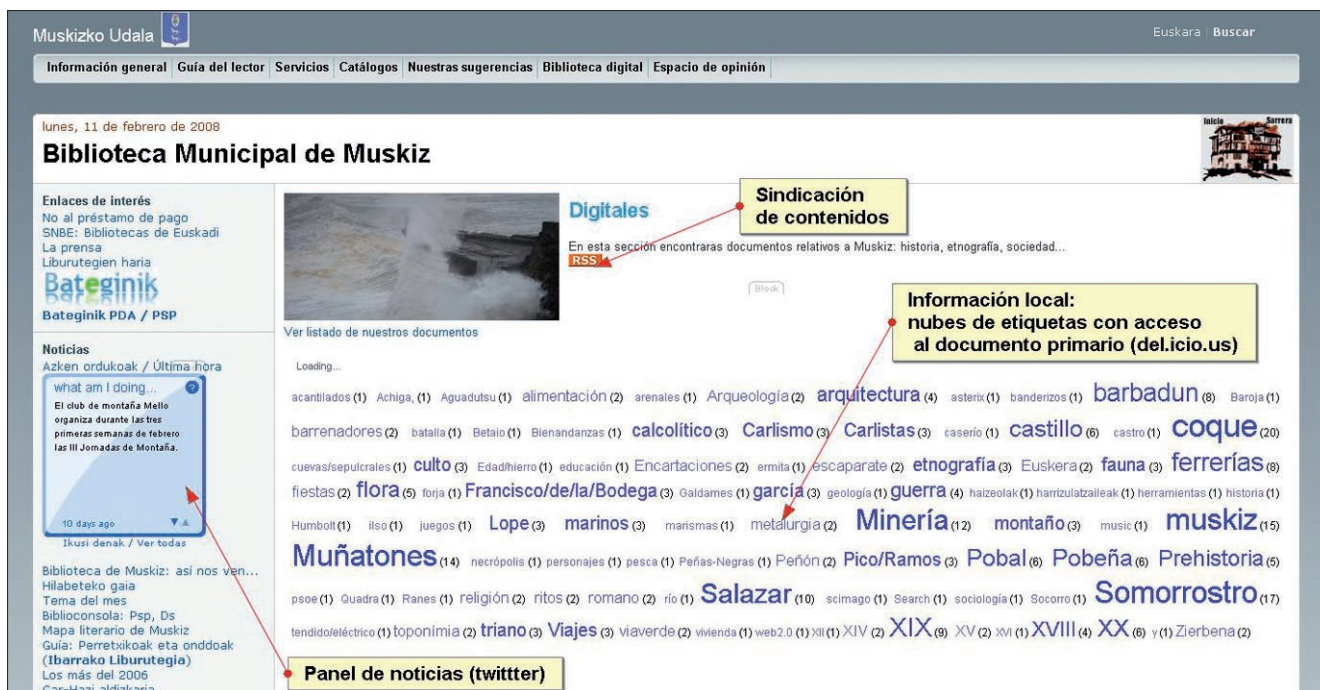 Muskizko Udala
Euskara | Buscar
Información general | Guía del lector | Servicios | Catálogos | Nuestras sugerencias | Biblioteca digital | Espacio de opinión
lunes, 11 de febrero de 2008
Biblioteca Municipal de Muskiz
Inicio Sarrera
Enlaces de interés
No al préstamo de pago
SNBE: Bibliotecas de Euskadi
La prensa
Liburutegien haria
Bateginik
Bateginik PDA / PSP
Noticias
Azken ordukoak / Última hora
what am I doing... ?
El club de montaña Mello
organiza durante las tres
primeras semanas de febrero
las III Jornadas de Montaña.
10 days ago
Ikusi denak / Ver todas
Biblioteca de Muskiz: así nos ven...
Hilabeteko gaia
Tema del mes
Biblioconsola: Psp, Ds
Mapa literario de Muskiz
Guía: Perretxikoak eta onddoak
(Ibarrako Liburutegia)
Los más del 2006
Car-Hazi aldizkaria
Digitales
En esta sección encontraras documentos relativos a Muskiz: historia, etnografía, sociedad...
RSS
Block
Ver listado de nuestros documentos
Loading...
acantilados (1) Achiga, (1) Aguadutsu (1) alimentación (2) arenales (1) Arqueología (2) arquitectura (4) asterix (1) banderizos (1) barbadun (8) Baroja (1)
barrenadores (2) batalla (1) Betaio (1) Bienandanzas (1) calcolítico (3) Carlismo (3) Carlistas (3) caserío (1) castillo (6) castro (1) coque (20)
cuevas/sepulcrales (1) culto (3) Edad/hierro (1) educación (1) Encartaciones (2) ermita (1) escaparate (2) etnografía (3) Euskera (2) fauna (3) ferrerías (8)
fiestas (2) flora (5) forja (1) Francisco/de/la/Bodega (3) Galdames (1) garcía (3) geología (1) guerra (4) haizeolak (1) harrizulatzaileak (1) herramientas (1) historia (1)
Humbolt (1) ilso (1) juegos (1) Lope (3) marinos (3) marismas (1) metalurgia (2) Minería (12) montaño (3) music (1) muskiz (15)
Muñatones (14) necrópolis (1) personajes (1) pesca (1) Peñas-Negras (1) Peñón (2) Pico/Ramos (3) Pobal (6) Pobeña (6) Prehistoria (5)
psoe (1) Quadra (1) Ranes (1) religión (2) ritos (2) romano (2) río (1) Salazar (10) scimago (1) Search (1) sociología (1) Socorro (1) Somorrostro (17)
tendido/eléctrico (1) toponímia (2) triano (3) Viajes (3) viaverde (2) vivienda (1) web2.0 (1) XII (1) XIV (2) XIX (9) XV (2) XVI (1) XVIII (4) XX (6) y (1) Zierbena (2)
Sindicación
de contenidos
Información local:
nubes de etiquetas con acceso
al documento primario (del.icio.us)
Panel de noticias (twittter)